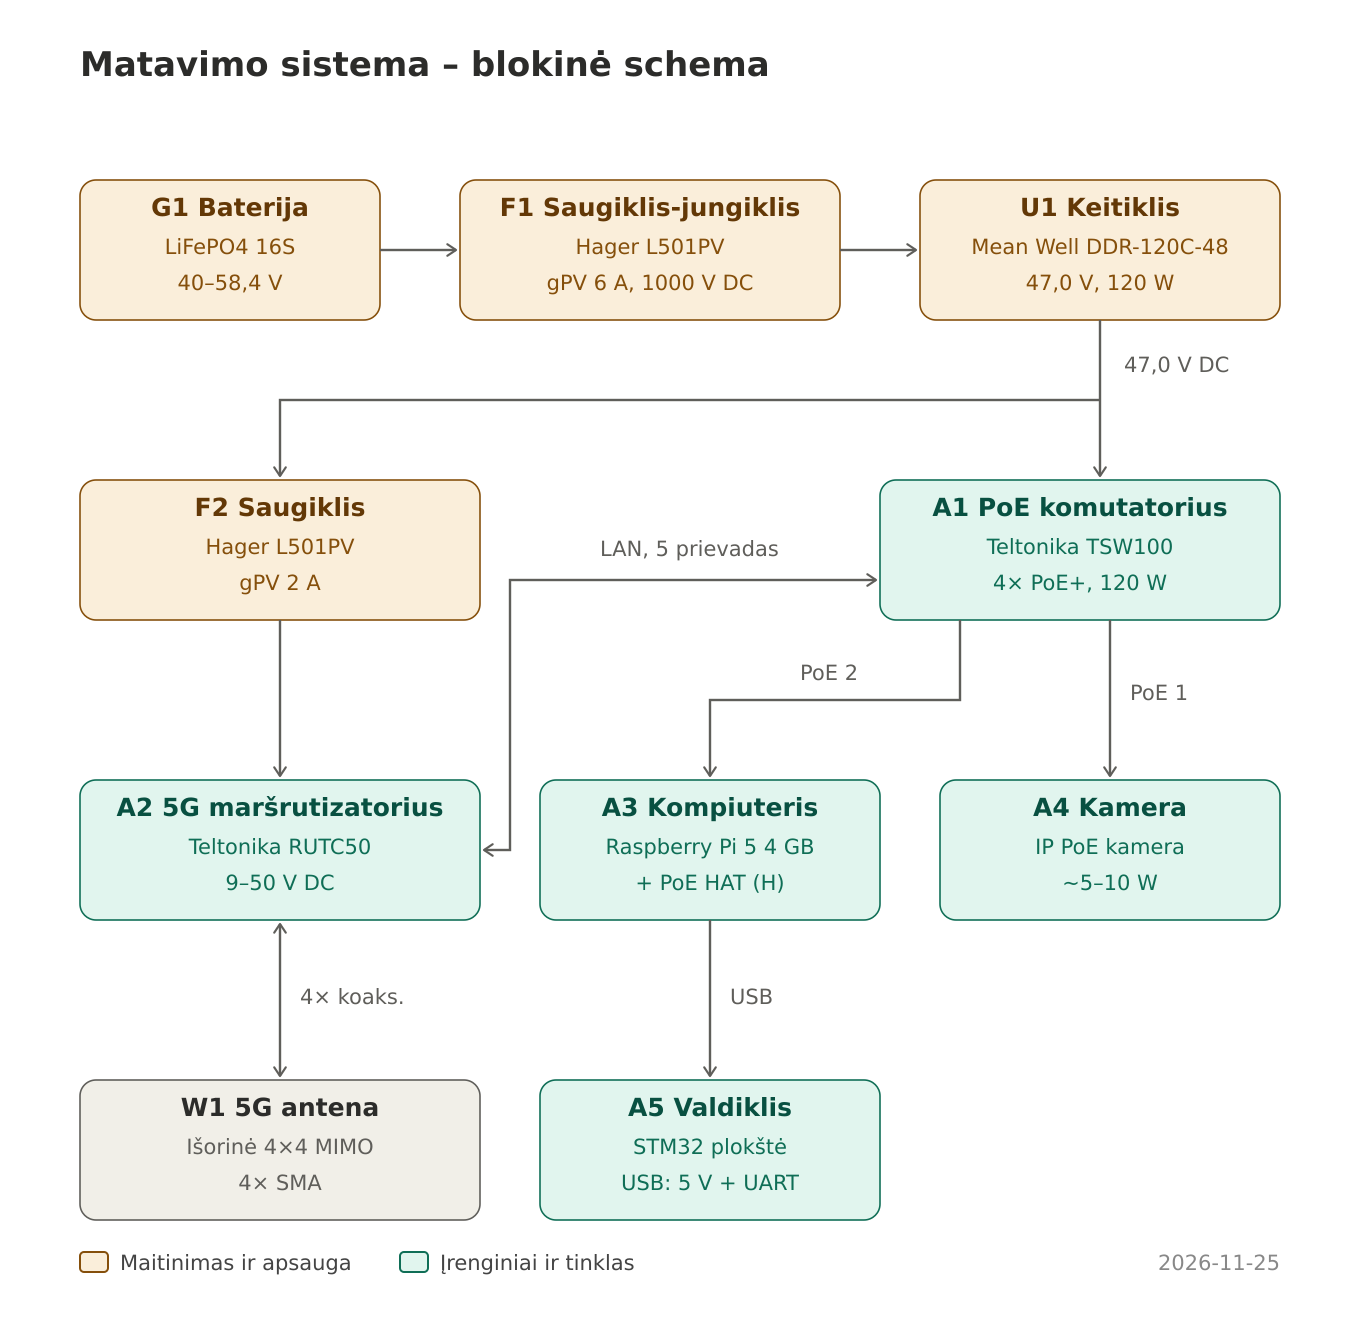 Matavimo sistema – blokinė schema
G1 Baterija
LiFePO4 16S
40–58,4 V
F1 Saugiklis-jungiklis
Hager L501PV
gPV 6 A, 1000 V DC
U1 Keitiklis
Mean Well DDR-120C-48
47,0 V, 120 W
47,0 V DC
F2 Saugiklis
Hager L501PV
gPV 2 A
LAN, 5 prievadas
A1 PoE komutatorius
Teltonika TSW100
4× PoE+, 120 W
PoE 2
PoE 1
A2 5G maršrutizatorius
Teltonika RUTC50
9–50 V DC
A3 Kompiuteris
Raspberry Pi 5 4 GB
+ PoE HAT (H)
A4 Kamera
IP PoE kamera
~5–10 W
4× koaks.
USB
W1 5G antena
Išorinė 4×4 MIMO
4× SMA
A5 Valdiklis
STM32 plokštė
USB: 5 V + UART
Maitinimas ir apsauga
Įrenginiai ir tinklas
2026-11-25